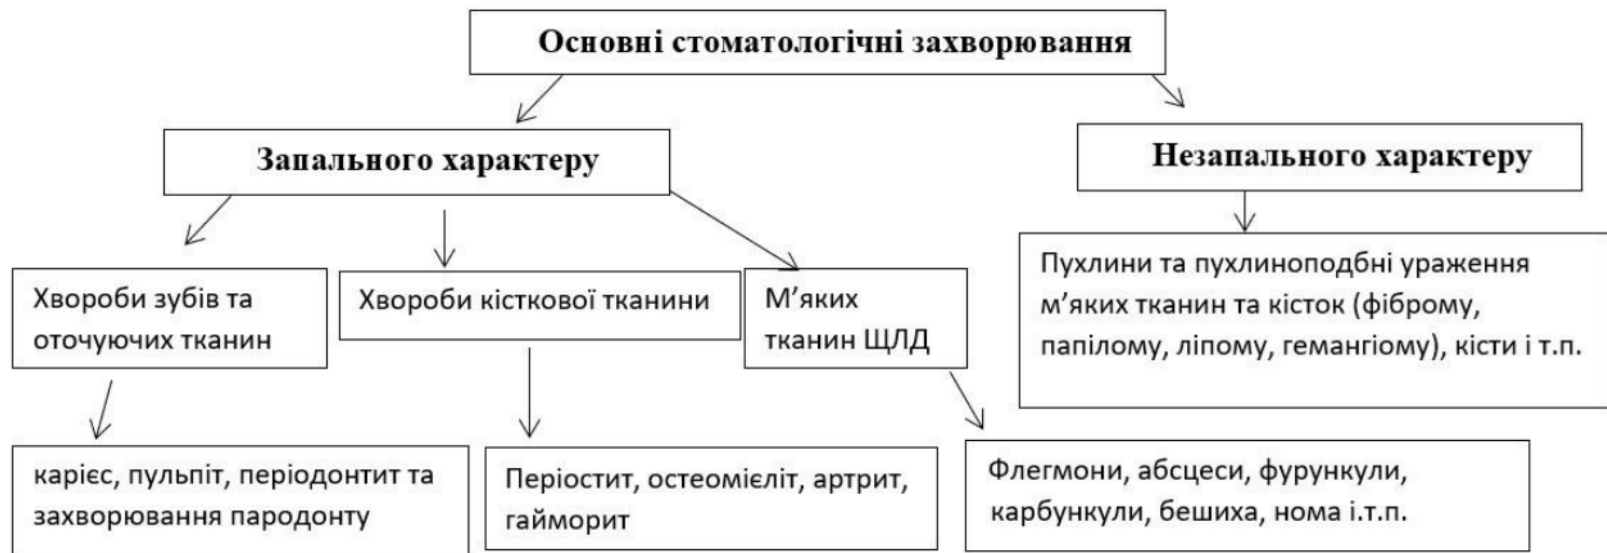 Основні стоматологічні захворювання
Запального характеру
Незапального характеру
Хвороби зубів та
оточуючих тканин
Хвороби кісткової тканини
М’яких
тканин ЩЛД
Пухлини та пухлиноподбні ураження
м’яких тканин та кісток (фіброму,
папілому, ліпому, гемангіому), кісти і т.п.
карієс, пульпіт, періодонтит та
захворювання пародонту
Періостит, остеомієліт, артрит,
гайморит
Флегмони, абсцеси, фурункули,
карбункули, бешиха, нома і.т.п.